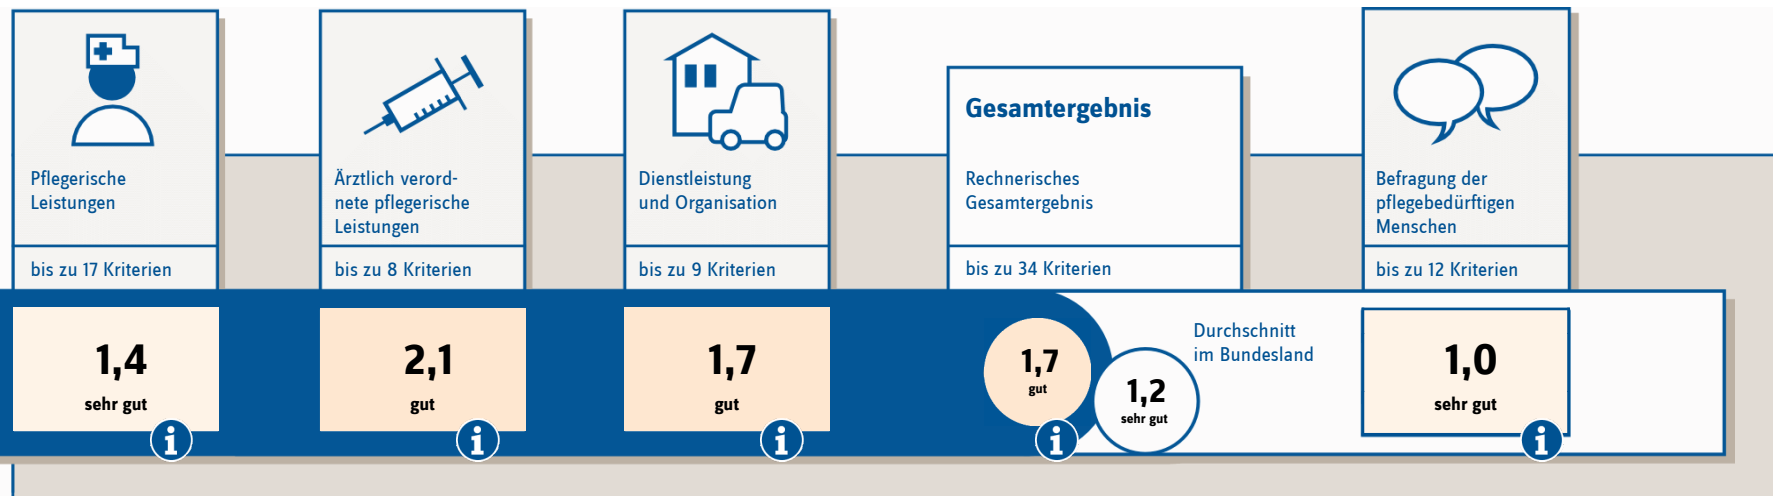 Pflegerische
Leistungen
bis zu 17 Kriterien
1,4
sehr gut
i
Ärztlich verord-
nete pflegerische
Leistungen
bis zu 8 Kriterien
2,1
gut
i
Dienstleistung
und Organisation
bis zu 9 Kriterien
1,7
gut
i
Gesamtergebnis
Rechnerisches
Gesamtergebnis
bis zu 34 Kriterien
1,7
gut
i
1,2
sehr gut
Durchschnitt
im Bundesland
Befragung der
pflegebedürftigen
Menschen
bis zu 12 Kriterien
1,0
sehr gut
i